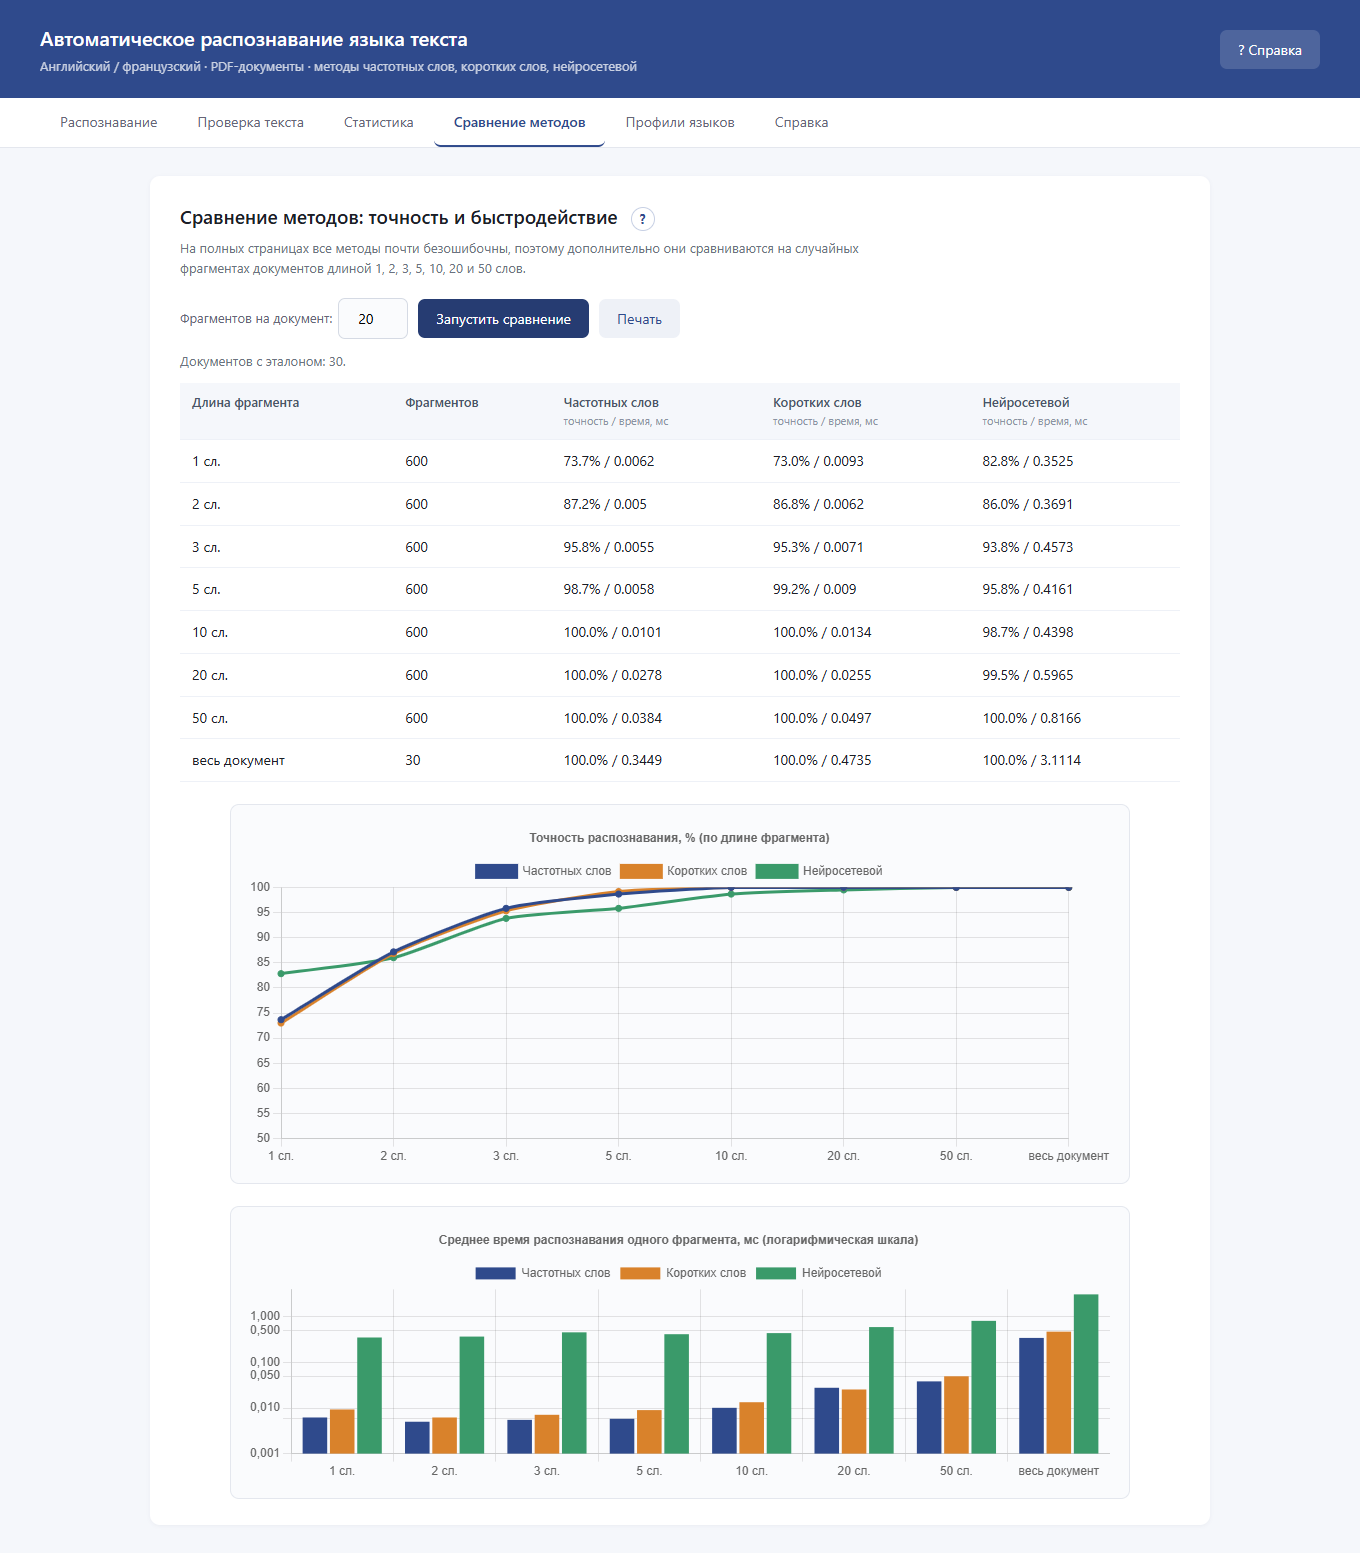 Автоматическое распознавание языка текста
Английский / французский · PDF-документы · методы частотных слов, коротких слов, нейросетевой
? Справка
Распознавание Проверка текста Статистика Сравнение методов Профили языков Справка
Сравнение методов: точность и быстродействие ?
На полных страницах все методы почти безошибочны, поэтому дополнительно они сравниваются на случайных
фрагментах документов длиной 1, 2, 3, 5, 10, 20 и 50 слов.
Фрагментов на документ: 20 Запустить сравнение Печать
Документов с эталоном: 30.
Длина фрагмента Фрагментов Частотных слов Коротких слов Нейросетевой
точность / время, мс точность / время, мс точность / время, мс
1 сл. 600 73.7% / 0.0062 73.0% / 0.0093 82.8% / 0.3525
2 сл. 600 87.2% / 0.005 86.8% / 0.0062 86.0% / 0.3691
3 сл. 600 95.8% / 0.0055 95.3% / 0.0071 93.8% / 0.4573
5 сл. 600 98.7% / 0.0058 99.2% / 0.009 95.8% / 0.4161
10 сл. 600 100.0% / 0.0101 100.0% / 0.0134 98.7% / 0.4398
20 сл. 600 100.0% / 0.0278 100.0% / 0.0255 99.5% / 0.5965
50 сл. 600 100.0% / 0.0384 100.0% / 0.0497 100.0% / 0.8166
весь документ 30 100.0% / 0.3449 100.0% / 0.4735 100.0% / 3.1114
Точность распознавания, % (по длине фрагмента)
Частотных слов Коротких слов Нейросетевой
100
95
90
85
80
75
70
65
60
55
50
1 сл. 2 сл. 3 сл. 5 сл. 10 сл. 20 сл. 50 сл. весь документ
Среднее время распознавания одного фрагмента, мс (логарифмическая шкала)
Частотных слов Коротких слов Нейросетевой
1,000
0,500
0,100
0,050
0,010
0,001
1 сл. 2 сл. 3 сл. 5 сл. 10 сл. 20 сл. 50 сл. весь документ